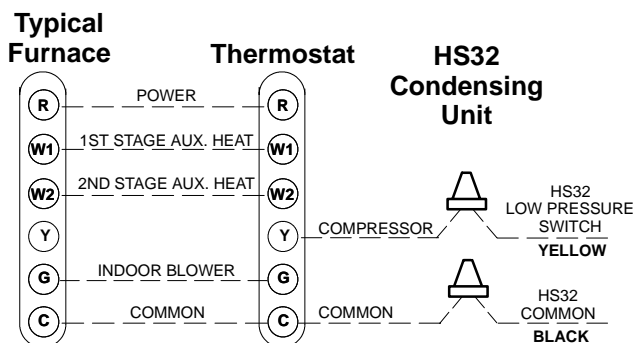 Typical
Furnace
Thermostat
HS32
Condensing
Unit
R POWER R
W1 1ST STAGE AUX. HEAT W1
W2 2ND STAGE AUX. HEAT W2
Y Y COMPRESSOR
HS32
LOW PRESSURE
SWITCH
YELLOW
G INDOOR BLOWER G
C COMMON C COMMON
HS32
COMMON
BLACK